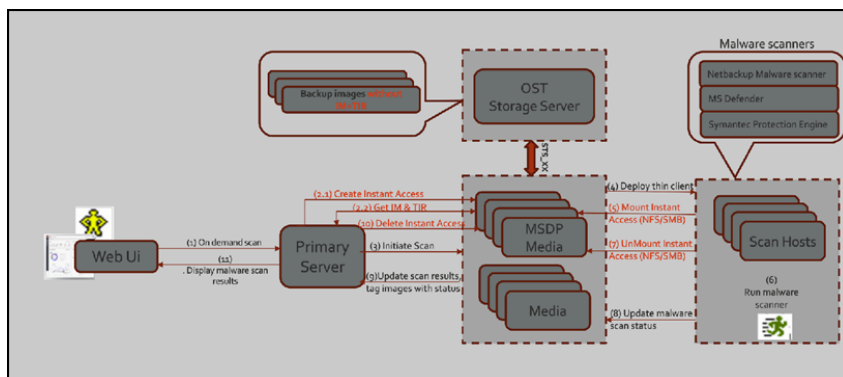 Malware scanners
Netbackup Malware scanner
MS Defender
Symantec Protection Engine
Backup images without
IM+TIR
OST
Storage Server
STS_XX
(2.1) Create Instant Access
(2.2) Get IM & TIR
(10) Delete Instant Access
(4) Deploy thin client
(5) Mount Instant
Access (NFS/SMB)
MSDP
Media
(7) UnMount Instant
Access (NFS/SMB)
Scan Hosts
Web Ui
(1) On demand scan
(11)
. Display malware scan
results
Primary
Server
(3) Initiate Scan
(9)Update scan results,
tag images with status
Media
(8) Update malware
scan status
(6)
Run malware
scanner